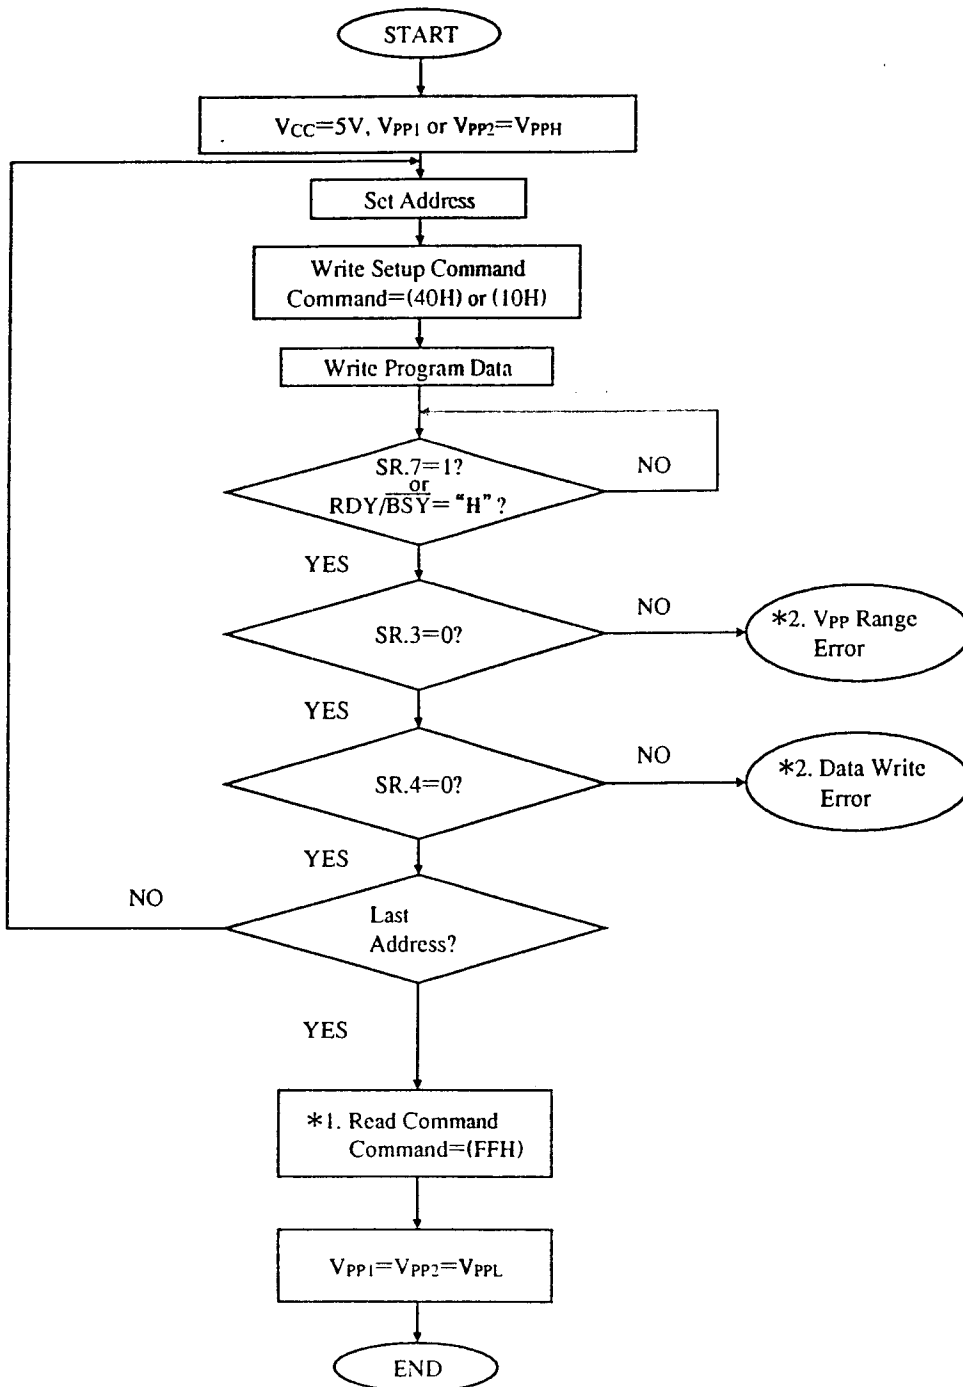 START
VCC=5V, VPP1 or VPP2=VPPH
Set Address
Write Setup Command
Command=(40H) or (10H)
Write Program Data
SR.7=1?
or
RDY/BSY= "H" ?
NO
YES
SR.3=0?
NO
*2. VPP Range
Error
YES
SR.4=0?
NO
*2. Data Write
Error
YES
NO
Last
Address?
YES
*1. Read Command
Command=(FFH)
VPP1=VPP2=VPPL
END